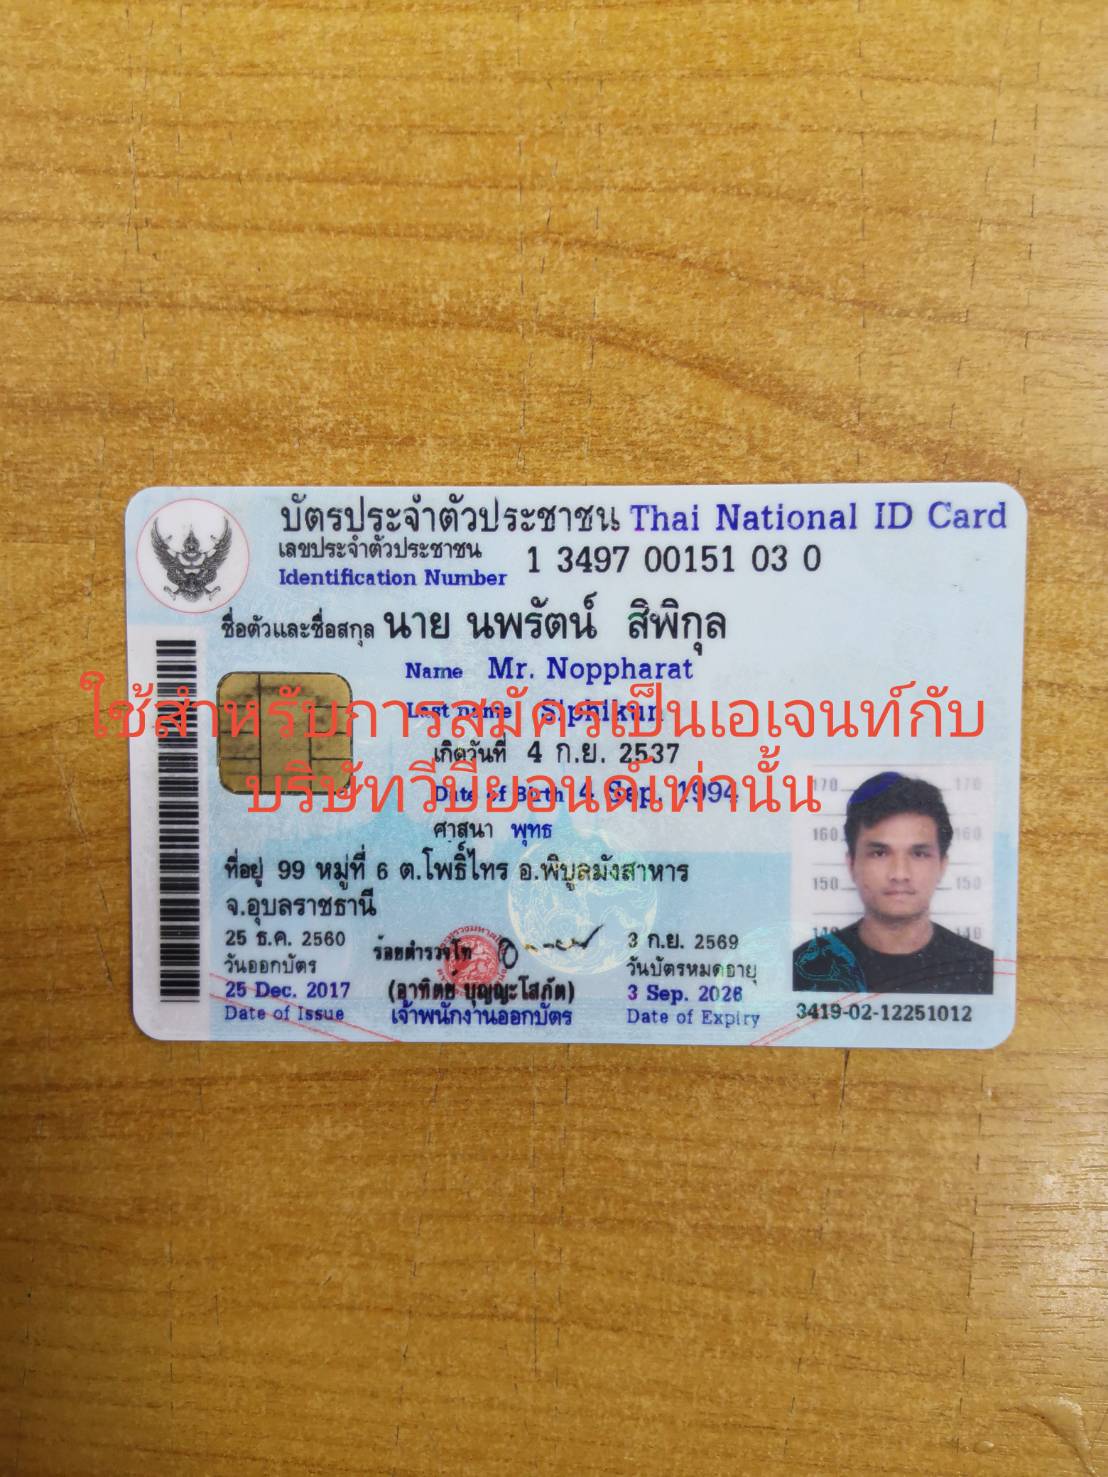 บัตรประจำตัวประชาชน Thai National ID Card
เลขประจำตัวประชาชน 1 3497 00151 03 0
Identification Number
ชื่อตัวและชื่อสกุล นาย นพรัตน์ สิพิกุล
Name Mr. Noppharat
Last name Siphikun
ใช้สำหรับการสมัครเป็นเอเจนท์กับ
เกิดวันที่ 4 ก.ย. 2537
บริษัทวีบียอนด์เท่านั้น
Date of Birth 4 Sep. 1994
ศาสนา พุทธ
ที่อยู่ 99 หมู่ที่ 6 ต.โพธิ์ไทร อ.พิบูลมังสาหาร
จ.อุบลราชธานี
25 ธ.ค. 2560
วันออกบัตร
25 Dec. 2017
Date of Issue
ร้อยตำรวจโท
(อาทิตย์ บุญญะโสภัต)
เจ้าพนักงานออกบัตร
3 ก.ย. 2569
วันบัตรหมดอายุ
3 Sep. 2026
Date of Expiry
170 170
160 160
150 150
140 140
3419-02-12251012